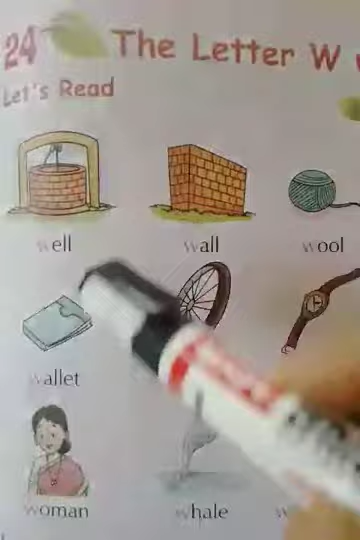 24 The Letter W
Let's Read
well wall wool
wallet
woman whale